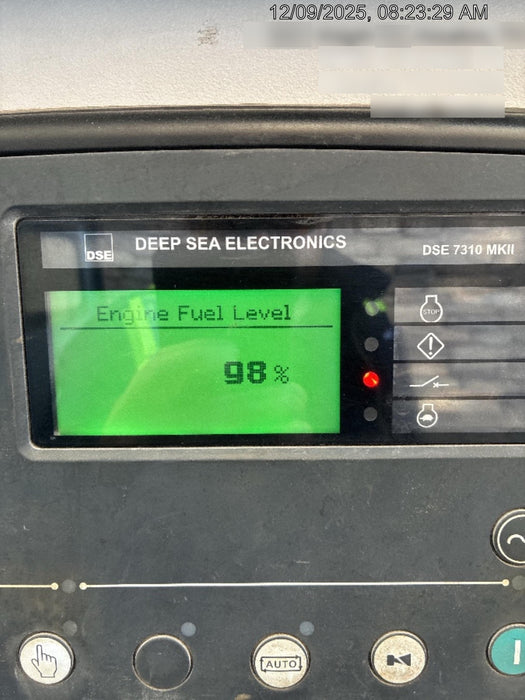 12/09/2025, 08:23:29 AM
DSE
DEEP SEA ELECTRONICS
DSE 7310 MKII
Engine Fuel Level
98 %
STOP
AUTO